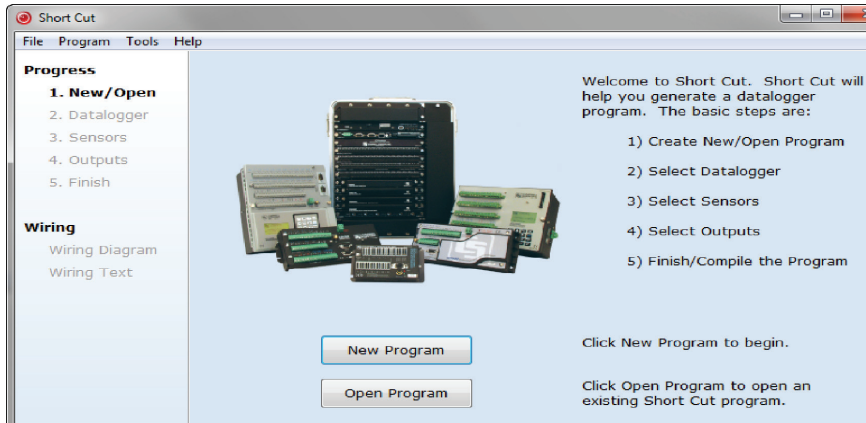 Short Cut
File Program Tools Help
Progress
1. New/Open
2. Datalogger
3. Sensors
4. Outputs
5. Finish
Wiring
Wiring Diagram
Wiring Text
Welcome to Short Cut. Short Cut will
help you generate a datalogger
program. The basic steps are:
1) Create New/Open Program
2) Select Datalogger
3) Select Sensors
4) Select Outputs
5) Finish/Compile the Program
New Program
Click New Program to begin.
Open Program
Click Open Program to open an
existing Short Cut program.